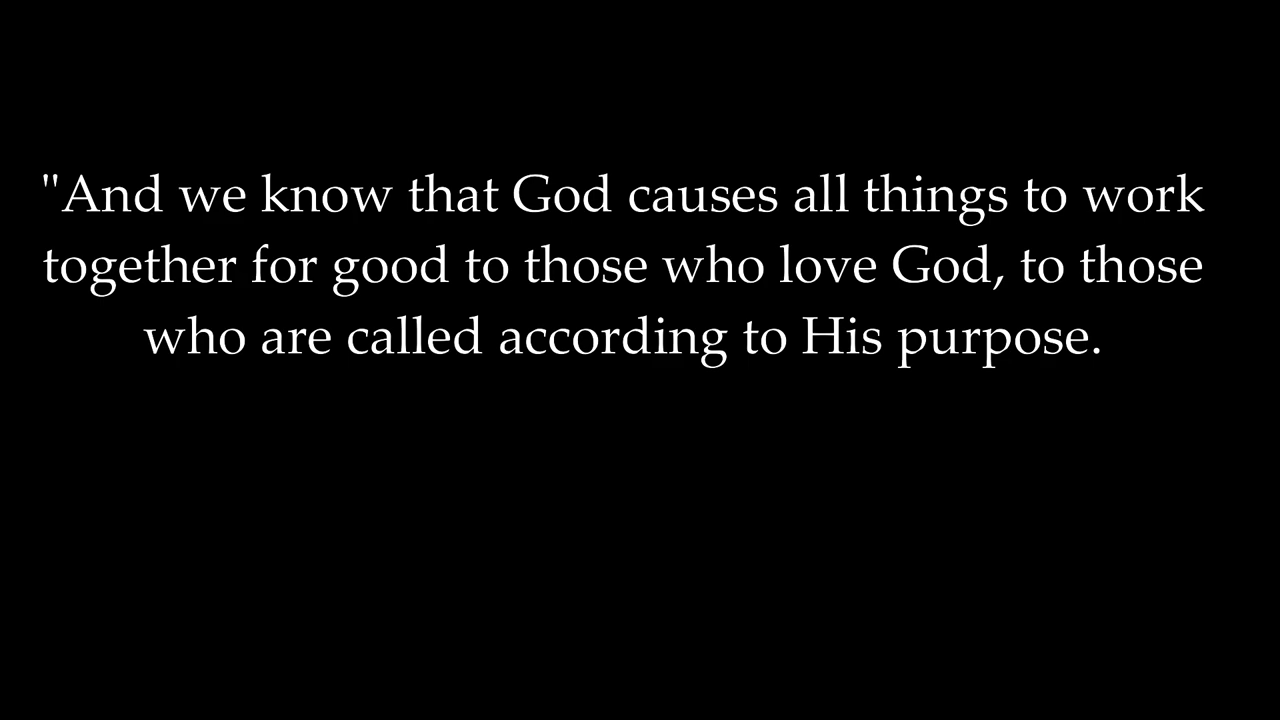 "And we know that God causes all things to work
together for good to those who love God, to those
who are called according to His purpose.